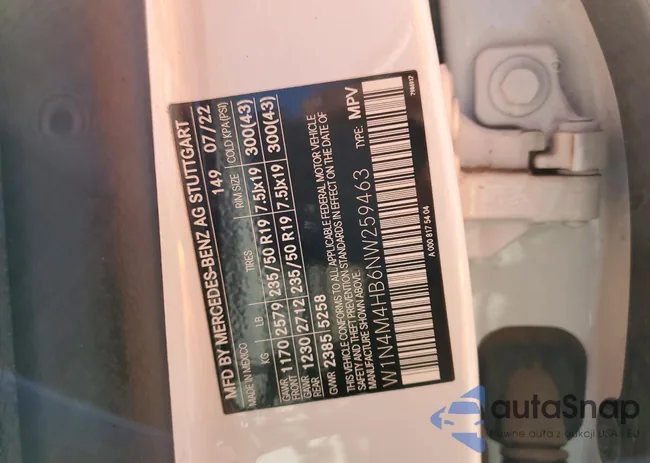 MFD BY MERCEDES-BENZ AG STUTTGART
MADE IN MEXICO 149 07/22
KG LB TIRES RIM SIZE COLD KPA(PSI)
GAWR FRONT 1170 2579 235/50 R19 7.5Jx19 300(43)
GAWR REAR 1230 2712 235/50 R19 7.5Jx19 300(43)
GVWR 2385 5258
THIS VEHICLE CONFORMS TO ALL APPLICABLE FEDERAL MOTOR VEHICLE
SAFETY AND THEFT PREVENTION STANDARDS IN EFFECT ON THE DATE OF
MANUFACTURE SHOWN ABOVE.
W1N4M4HB6NW259463 TYPE: MPV
A 000 817 54 04
autaSnap